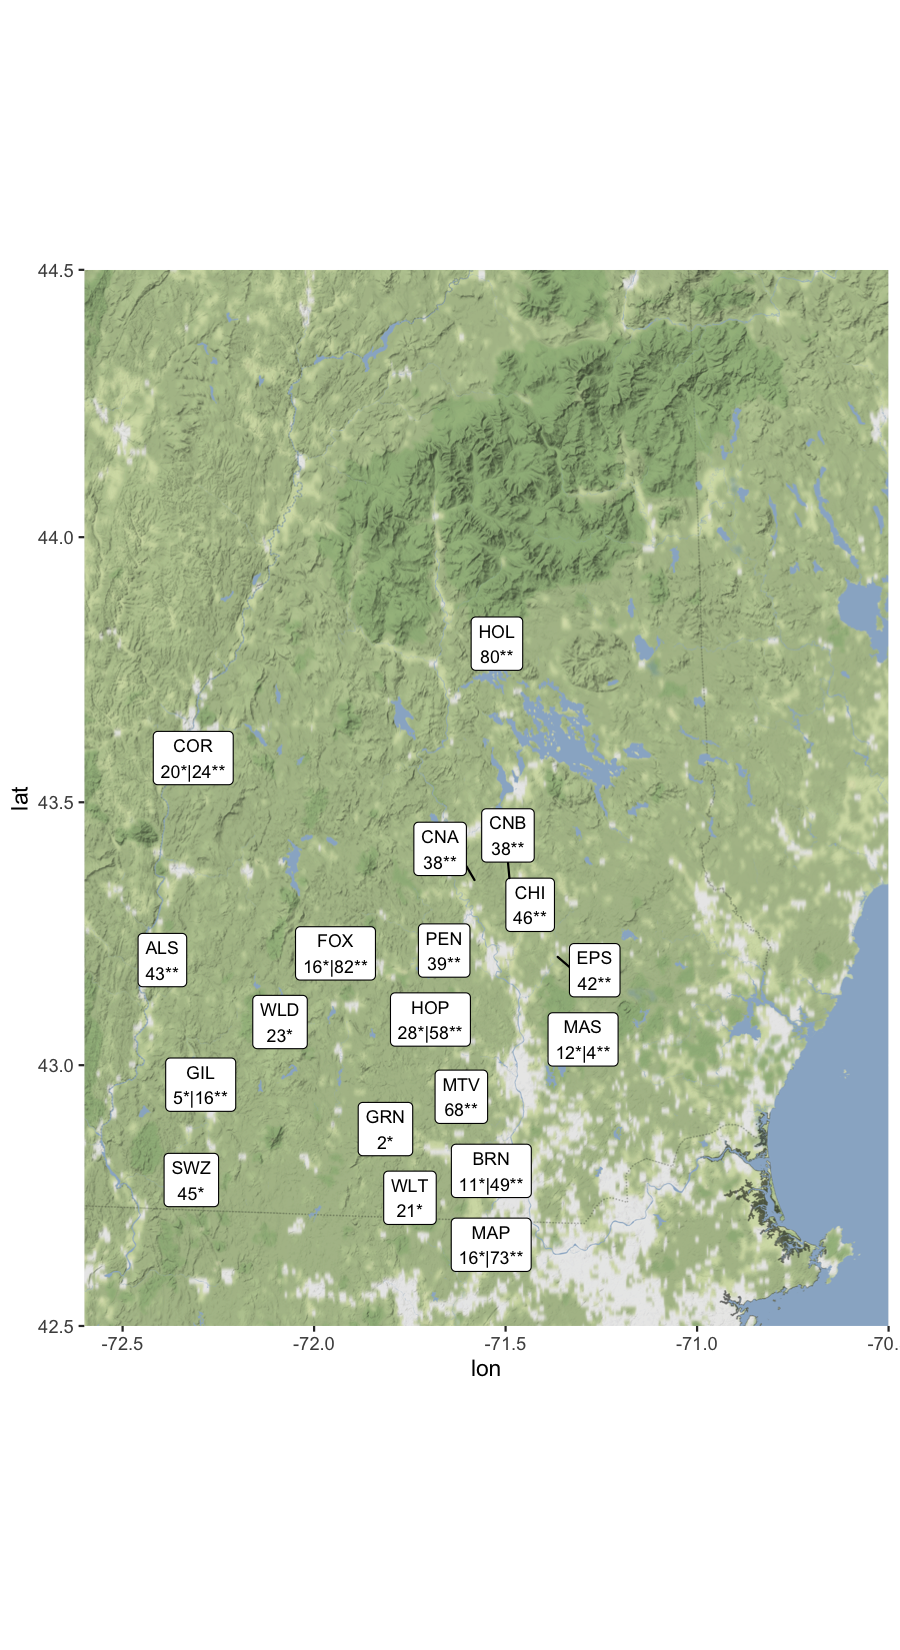 44.5
44.0
43.5
43.0
42.5
lat
HOL
80**
COR
20*|24**
CNB
38**
CNA
38**
CHI
46**
ALS
43**
FOX
16*|82**
PEN
39**
EPS
42**
WLD
23*
HOP
28*|58**
MAS
12*|4**
GIL
5*|16**
MTV
68**
GRN
2*
SWZ
45*
BRN
11*|49**
WLT
21*
MAP
16*|73**
-72.5
-72.0
-71.5
-71.0
-70.
lon